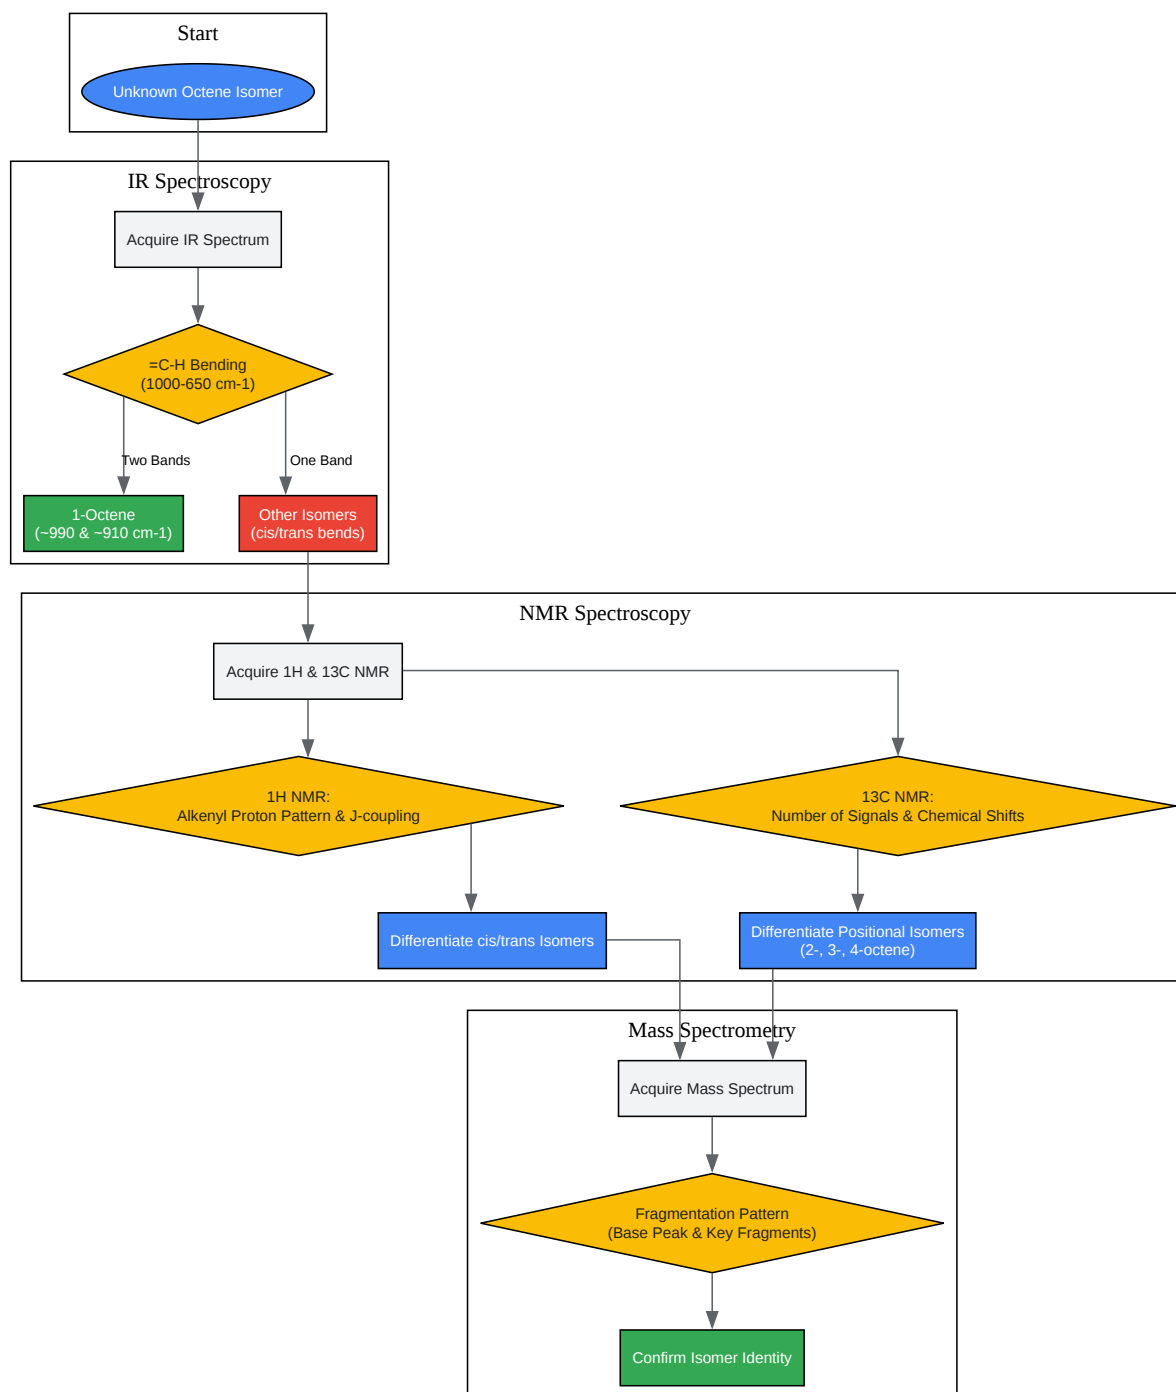 Start
Unknown Octene Isomer
IR Spectroscopy
Acquire IR Spectrum
=C-H Bending
(1000-650 cm-1)
Two Bands
One Band
1-Octene
(~990 & ~910 cm-1)
Other Isomers
(cis/trans bends)
NMR Spectroscopy
Acquire 1H & 13C NMR
1H NMR:
Alkenyl Proton Pattern & J-coupling
13C NMR:
Number of Signals & Chemical Shifts
Differentiate cis/trans Isomers
Differentiate Positional Isomers
(2-, 3-, 4-octene)
Mass Spectrometry
Acquire Mass Spectrum
Fragmentation Pattern
(Base Peak & Key Fragments)
Confirm Isomer Identity